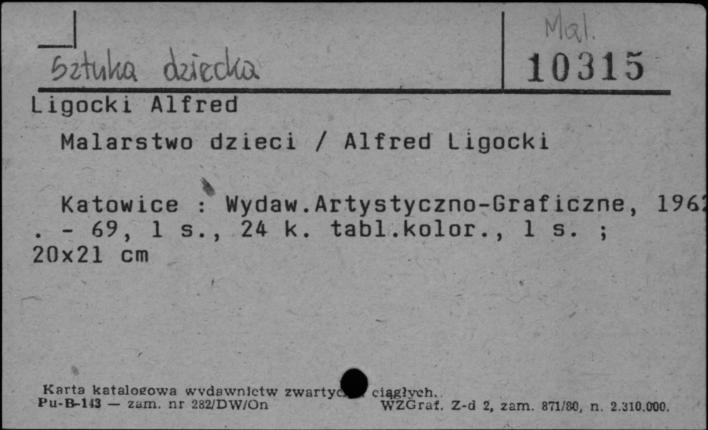 Mal.
Sztuka dziecka 10315
Ligocki Alfred
Malarstwo dzieci / Alfred Ligocki
Katowice : Wydaw.Artystyczno-Graficzne, 1962
. - 69, 1 s., 24 k. tabl.kolor., 1 s. ;
20x21 cm
Karta katalogowa wydawnictw ciągłych.
Pu-B-143 — zam. nr 282/DW/On WZGraf. Z-d 2, zam. 871/80, n. 2.310.000.